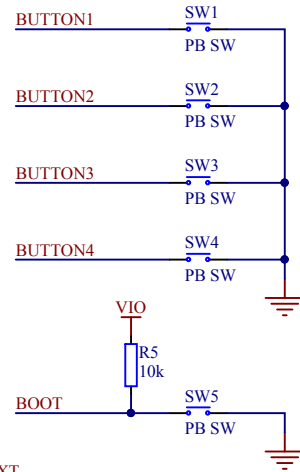 SW1
BUTTON1
PB SW
SW2
BUTTON2
PB SW
SW3
BUTTON3
PB SW
SW4
BUTTON4
PB SW
VIO
R5
10k
SW5
BOOT
PB SW